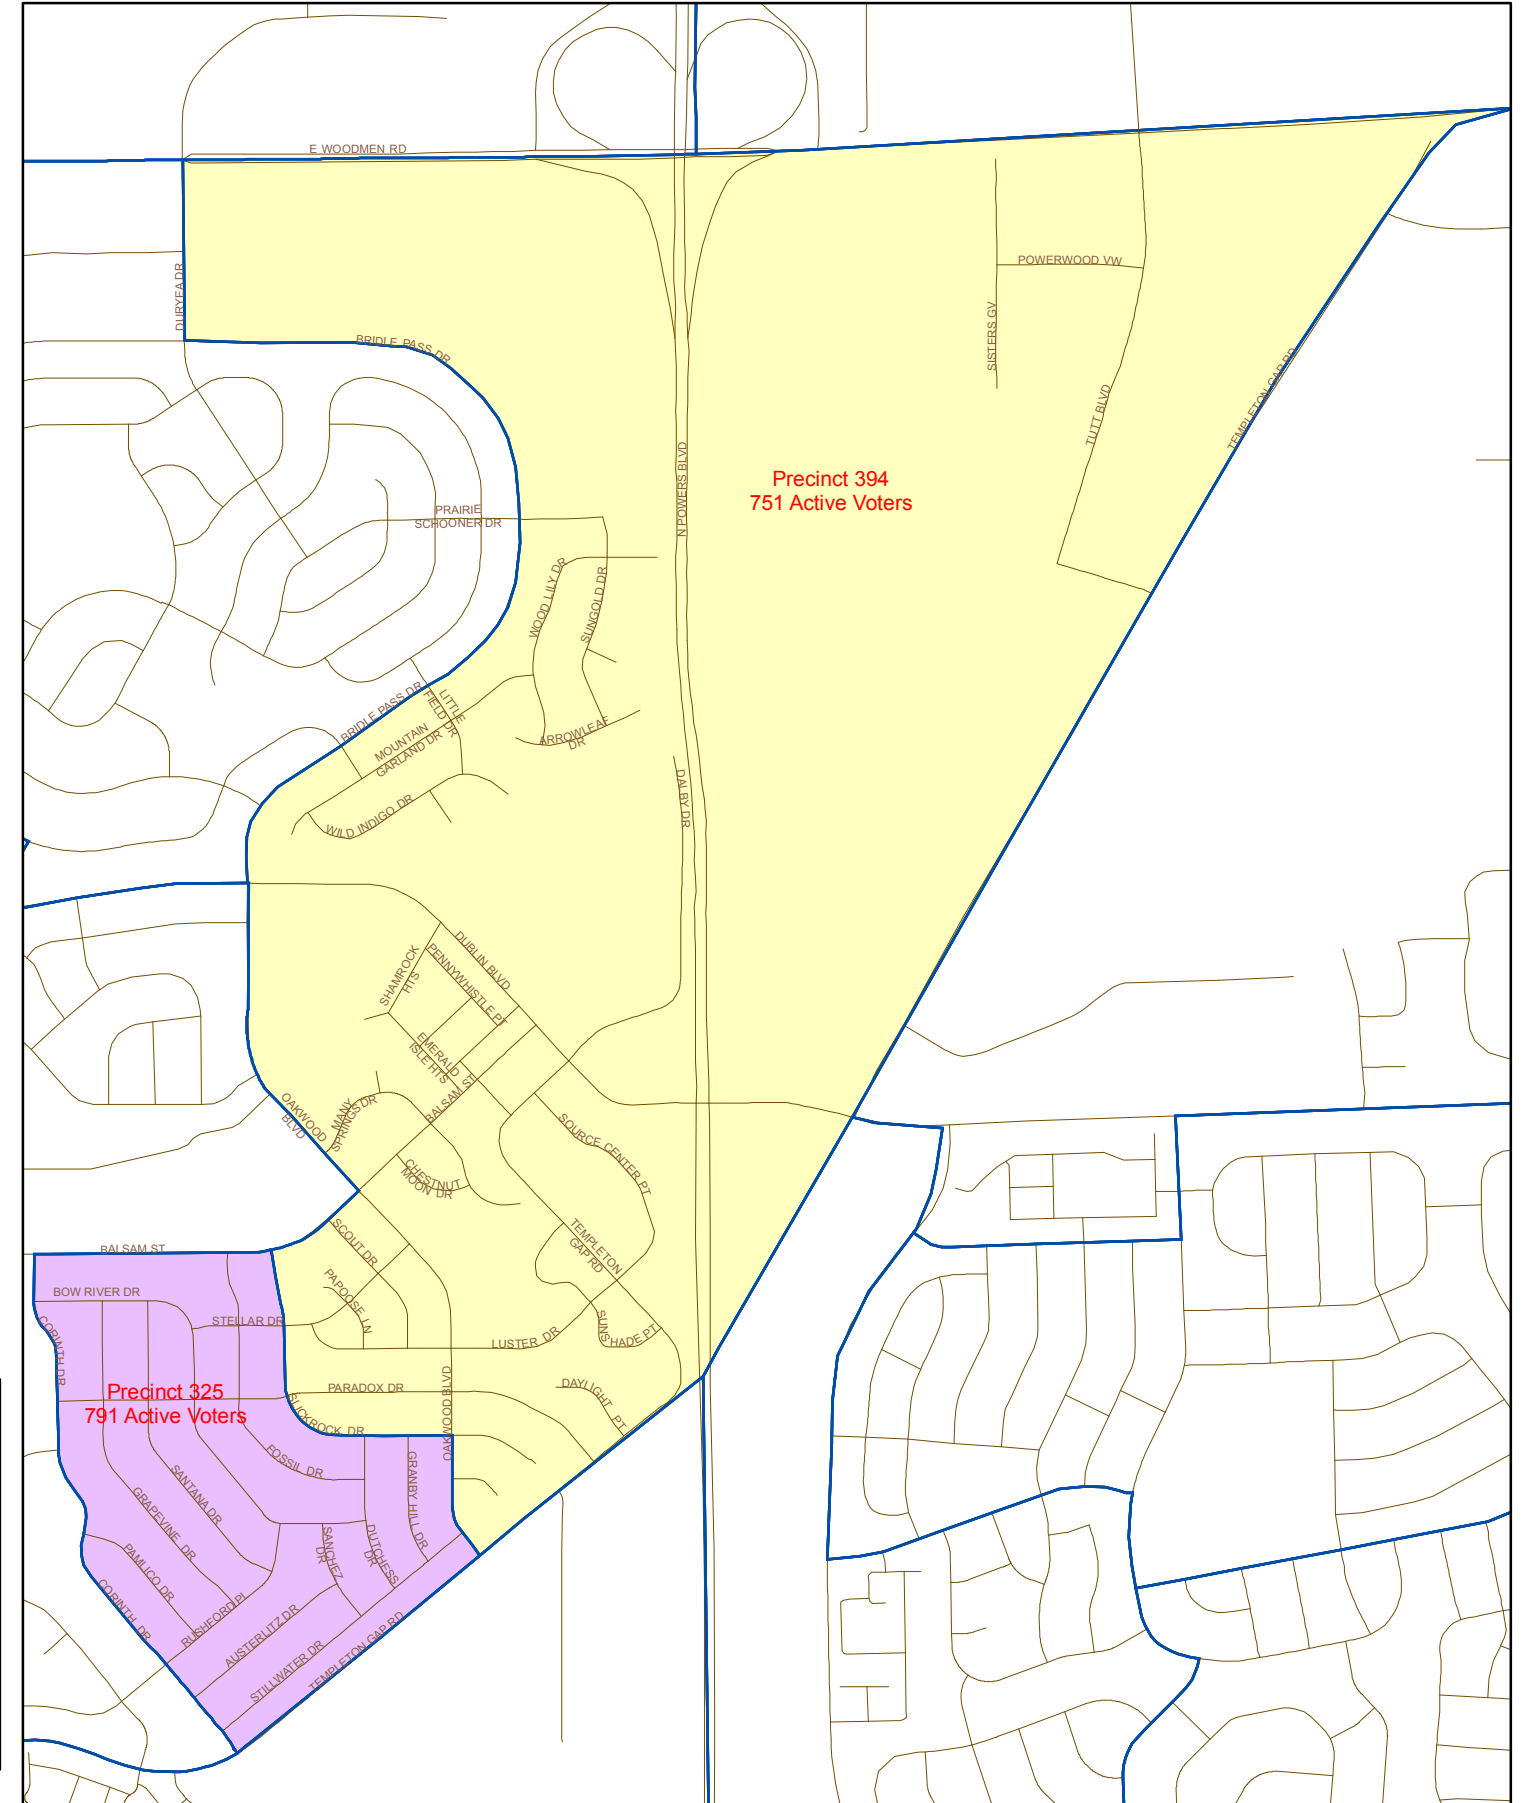 E WOODMEN RD
DURYEA DR
BRIDLE PASS DR
POWERWOOD VW
SISTERS GV
TUTT BLVD
TEMPLETON GAP RD
N POWERS BLVD
Precinct 394
751 Active Voters
PRAIRIE
SCHOONER DR
WOOD LILY DR
SUNGOLD DR
BRIDLE PASS DR
LITTLE
FIELD DR
MOUNTAIN
GARLAND DR
ARROWLEAF
DR
WILD INDIGO DR
DALBY DR
DUBLIN BLVD
SHAMROCK
HTS
PENNYWHISTLE PT
EMERALD
ISLE HTS
BALSAM ST
OAKWOOD
BLVD
MANY
SPRINGS DR
CHESTNUT
MOON DR
SOURCE CENTER PT
TEMPLETON
GAP RD
SCOUT DR
PAPOOSE LN
SUNS
HADE PT
LUSTER DR
BALSAM ST
BOW RIVER DR
STELLAR DR
CORINTH DR
PARADOX DR
OAKWOOD BLVD
DAYLIGHT PT
Precinct 325
791 Active Voters
SLICKROCK DR
FOSSIL DR
GRANBY HILL DR
SANTANA DR
GRAPEVINE DR
SANCHEZ
DR
DUTCHESS
DR
PAMLICO DR
CORINTH DR
RUSHFORD PL
AUSTERLITZ DR
STILLWATER DR
TEMPLETON GAP RD